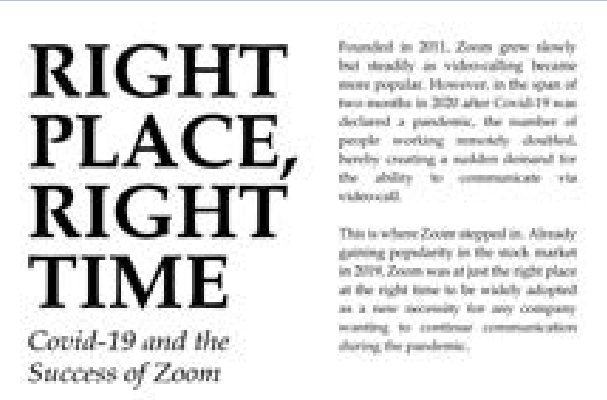 RIGHT
PLACE,
RIGHT
TIME
Covid-19 and the
Success of Zoom
Founded in 2011, Zoom grew slowly
but steadily as video-calling became
more popular. However, in the span of
two months in 2020 after Covid-19 was
declared a pandemic, the number of
people working remotely doubled,
hereby creating a sudden demand for
the ability to communicate via
video-call.
This is where Zoom stepped in. Already
gaining popularity in the stock market
in 2019, Zoom was at just the right place
at the right time to be widely adopted
as a new necessity for any company
wanting to continue communication
during the pandemic.